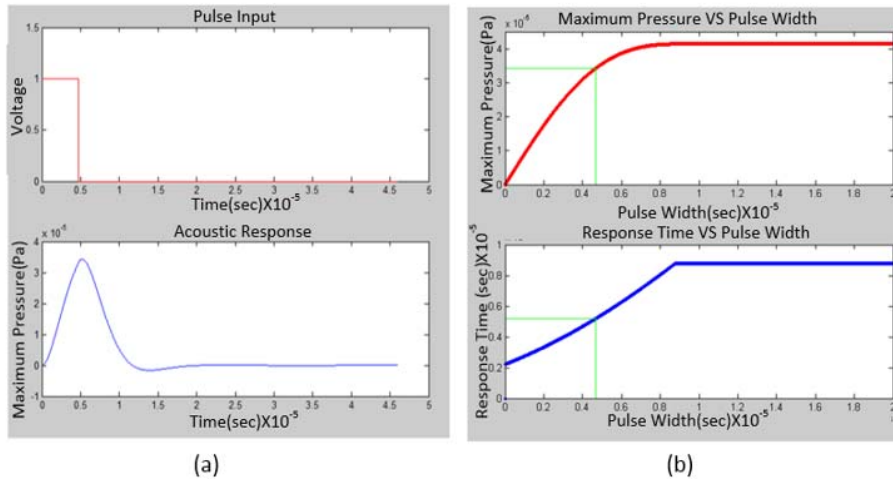 Pulse Input
1.5
1
0.5
0
Voltage
0 0.5 1 1.5 2 2.5 3 3.5 4 4.5 5
Time(sec)X10-5
Acoustic Response
4 x 10-6
3
2
1
0
-1
Maximum Pressure(Pa)
0 0.5 1 1.5 2 2.5 3 3.5 4 4.5 5
Time(sec)X10-5
(a)
Maximum Pressure VS Pulse Width
4
3
2
1
0
Maximum Pressure(Pa)
0 0.2 0.4 0.6 0.8 1 1.2 1.4 1.6 1.8
Pulse Width(sec)X10-5
Response Time VS Pulse Width
1
0.8
0.6
0.4
0.2
0
Response Time (sec)X10-5
0 0.2 0.4 0.6 0.8 1 1.2 1.4 1.6 1.8
Pulse Width(sec)X10-5
(b)